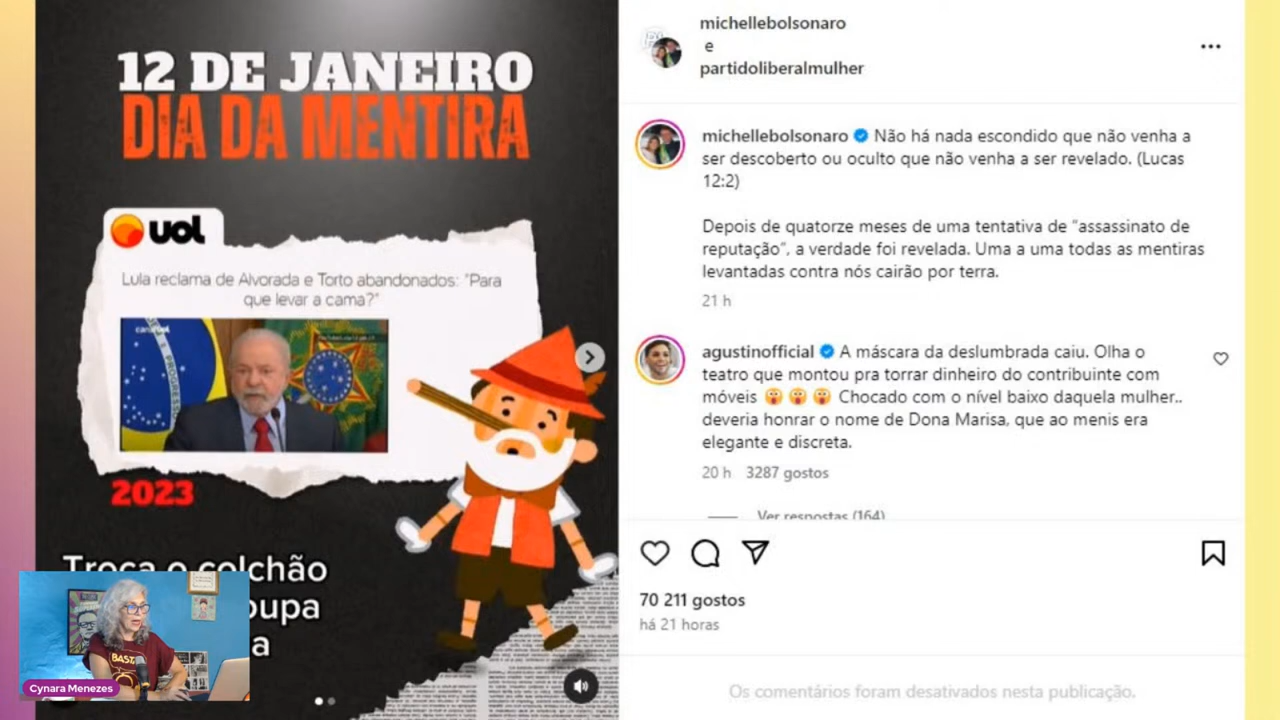 12 DE JANEIRO
DIA DA MENTIRA
uol
Lula reclama de Alvorada e Torto abandonados: "Para
que levar a cama?"
2023
Troca o colchão
oupa
a
Cynara Menezes
BAST
michellebolsonaro
e
partidoliberalmulher
michellebolsonaro Não há nada escondido que não venha a
ser descoberto ou oculto que não venha a ser revelado. (Lucas
12:2)
Depois de quatorze meses de uma tentativa de "assassinato de
reputação", a verdade foi revelada. Uma a uma todas as mentiras
levantadas contra nós cairão por terra.
21 h
agustinofficial A máscara da deslumbrada caiu. Olha o
teatro que montou pra torrar dinheiro do contribuinte com
móveis 😱 😱 😱 Chocado com o nível baixo daquela mulher..
deveria honrar o nome de Dona Marisa, que ao menis era
elegante e discreta.
20 h 3287 gostos
Ver respostas (164)
70 211 gostos
há 21 horas
Os comentários foram desativados nesta publicação.